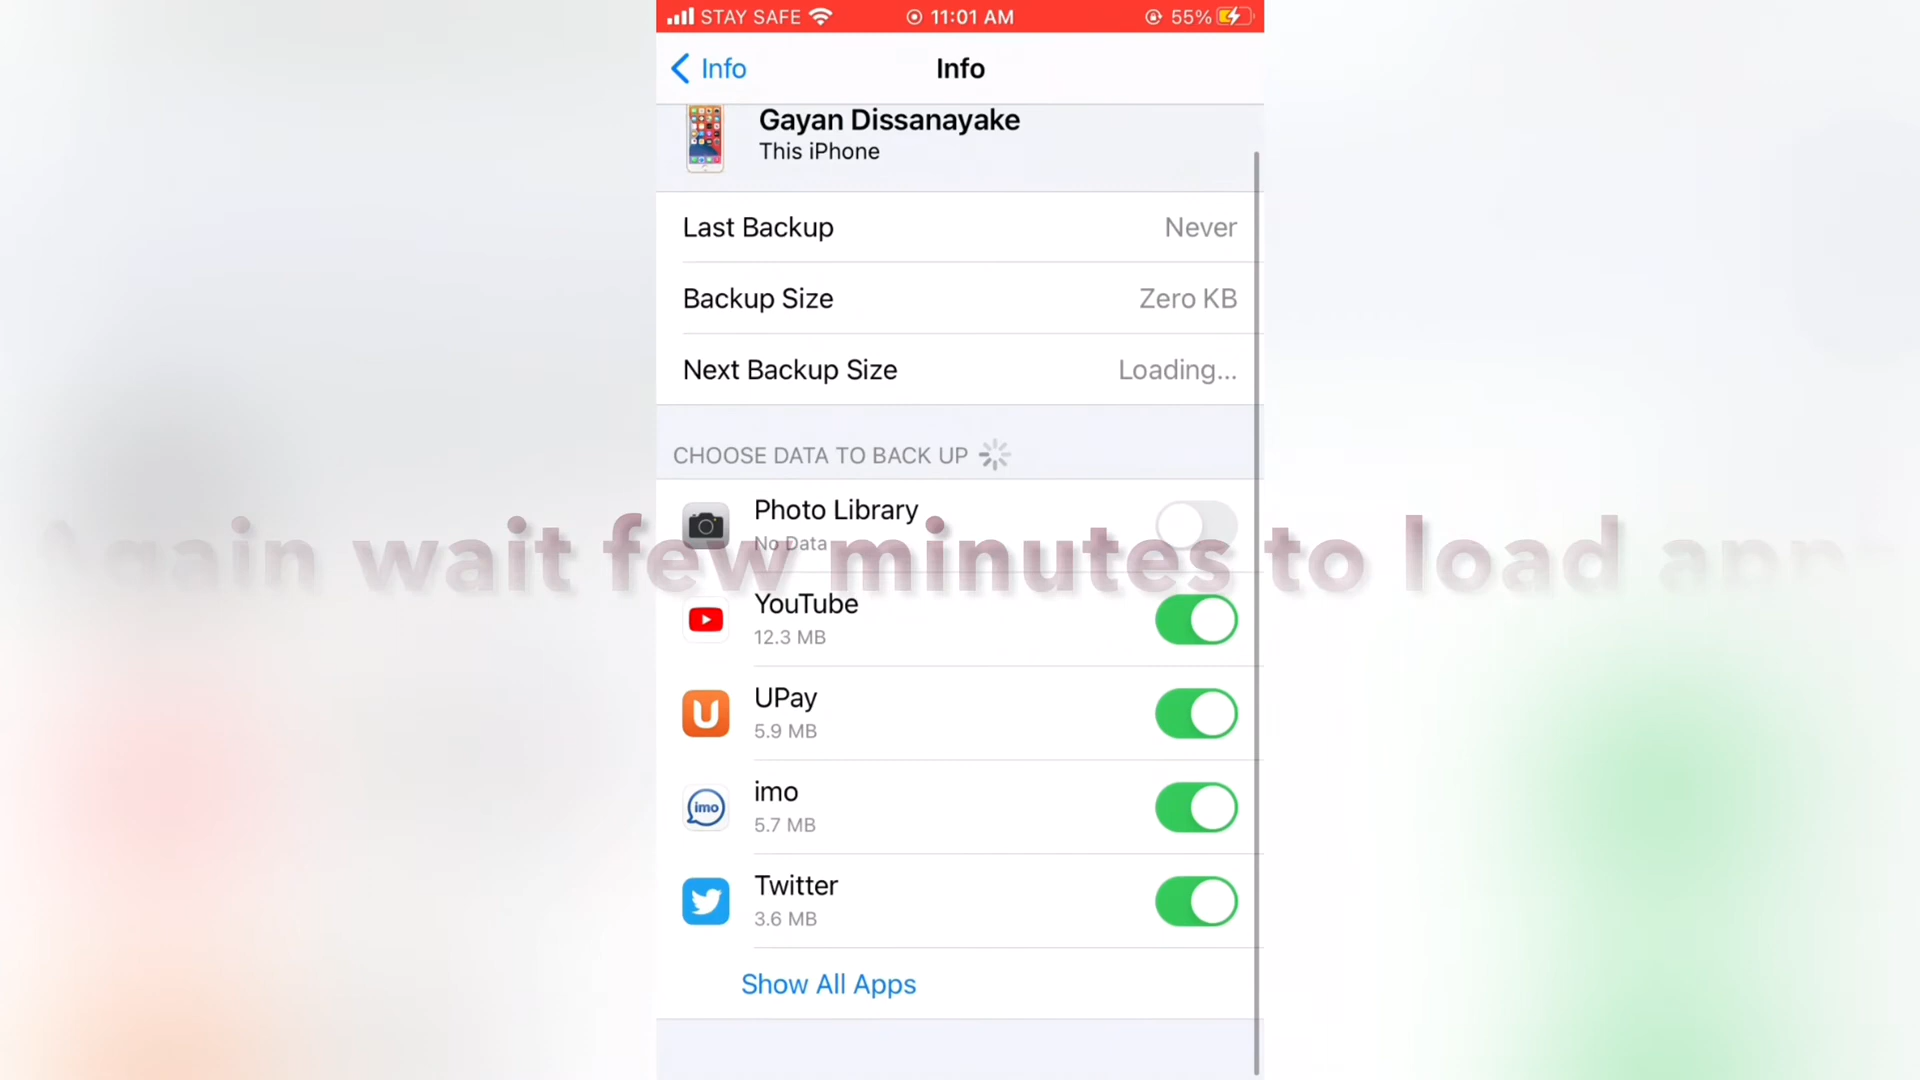 STAY SAFE 11:01 AM 55%
Info Info
Gayan Dissanayake
This iPhone
Last Backup Never
Backup Size Zero KB
Next Backup Size Loading...
CHOOSE DATA TO BACK UP
Photo Library
No Data
Again wait few minutes to load
YouTube
12.3 MB
U
UPay
5.9 MB
imo
imo
5.7 MB
Twitter
3.6 MB
Show All Apps